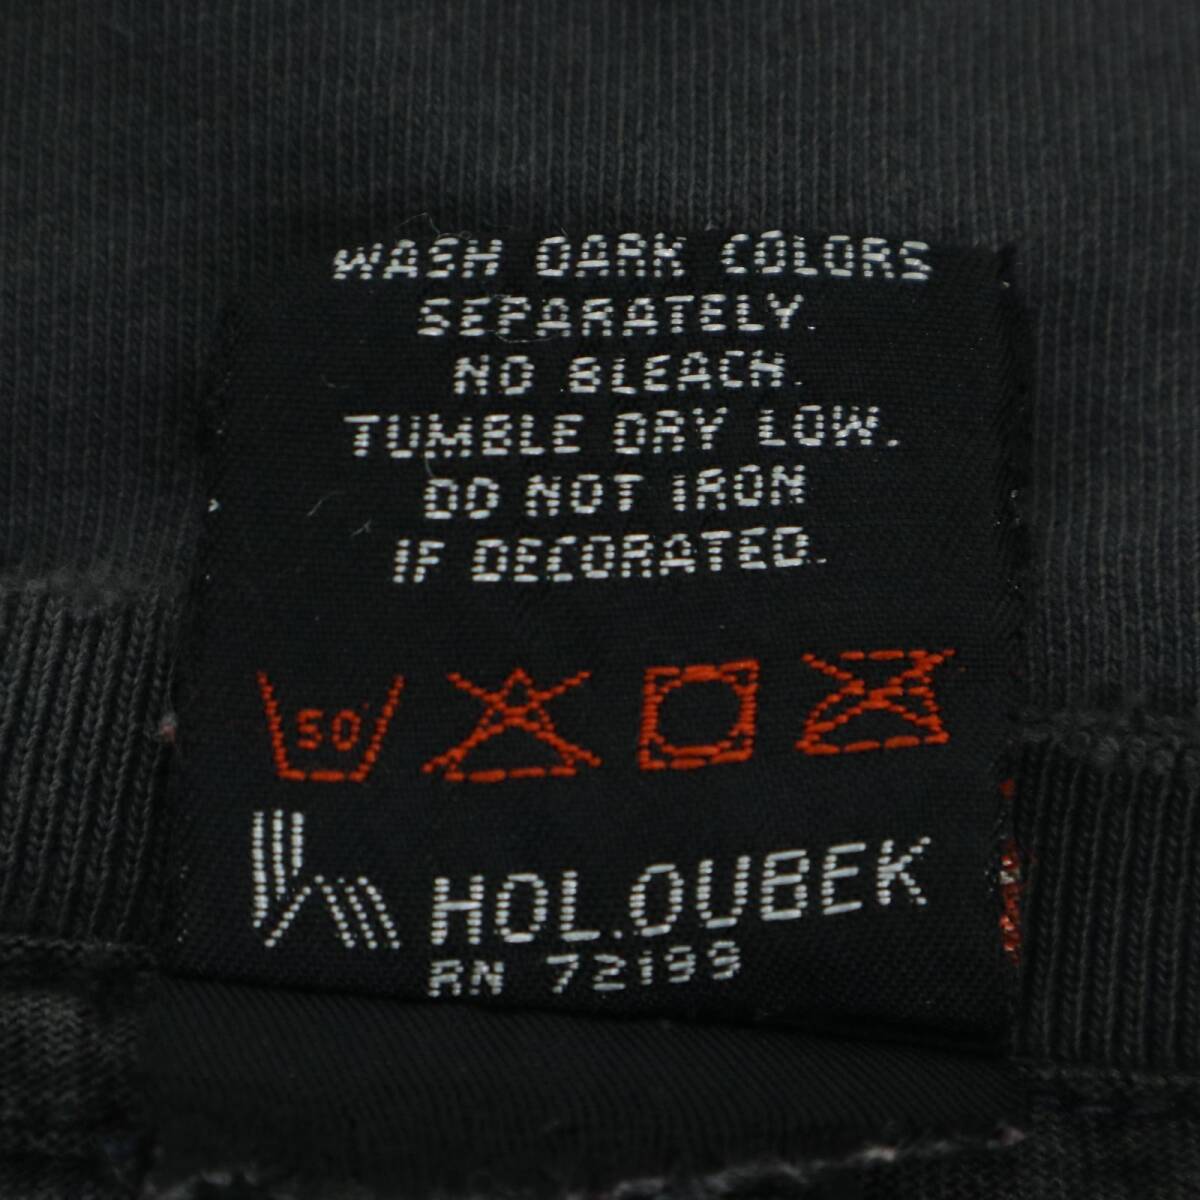 WASH DARK COLORS
SEPARATELY.
NO BLEACH.
TUMBLE DRY LOW.
DO NOT IRON
IF DECORATED.
50
HOLOUBEK
RN 72199